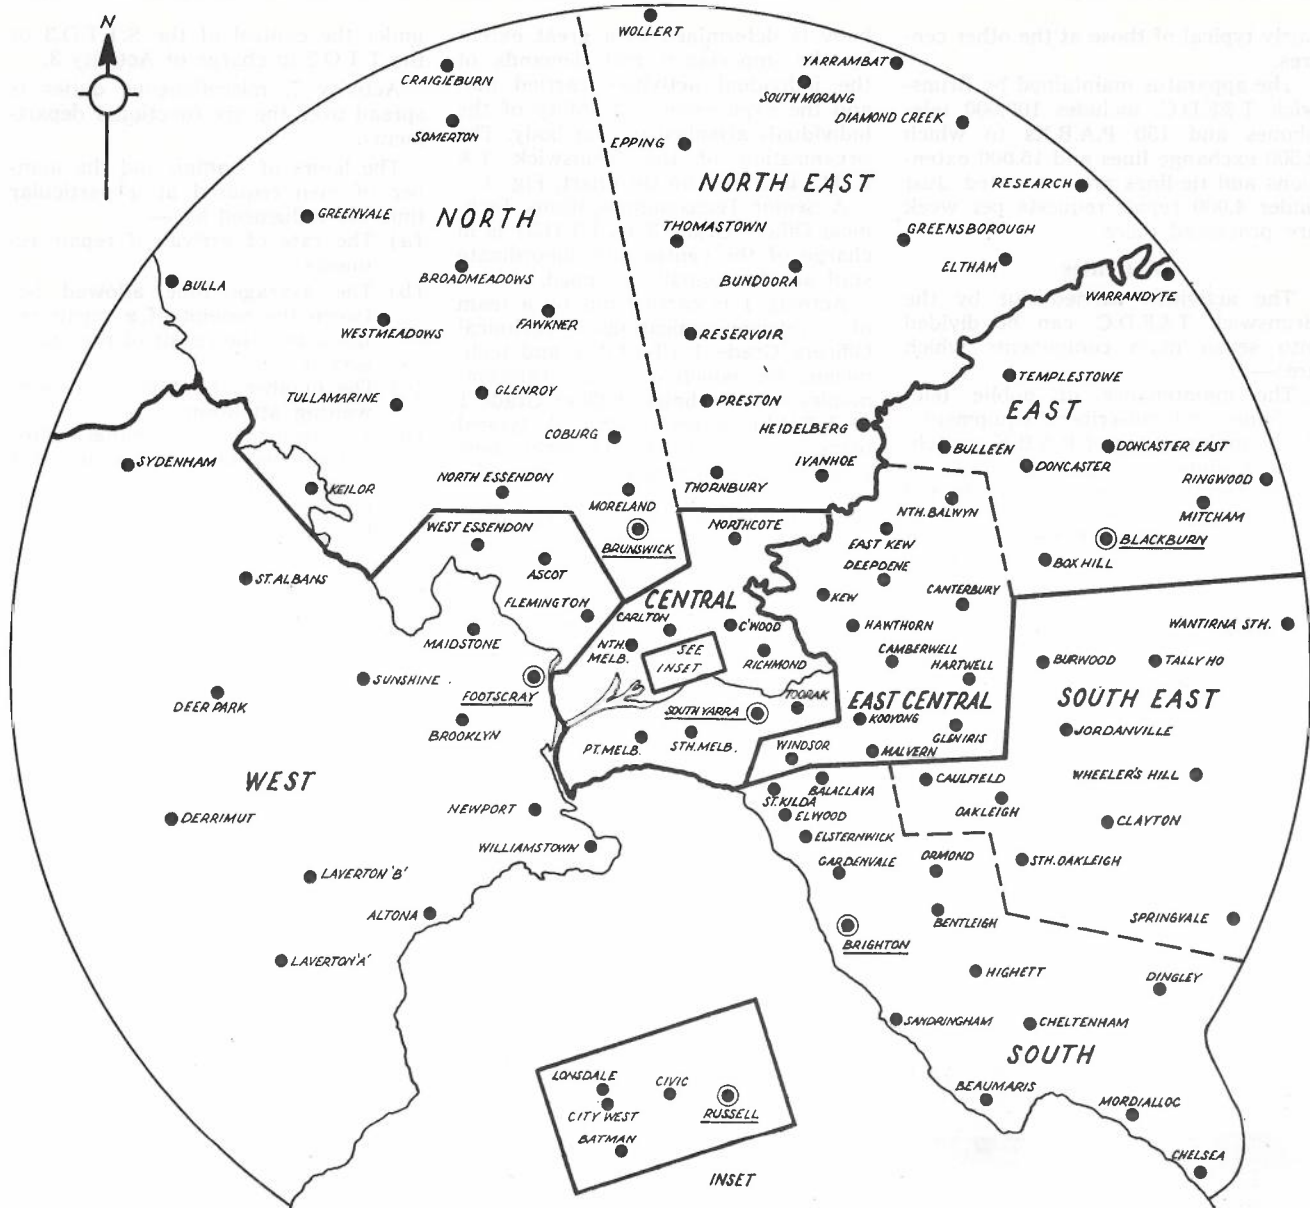 N
WOLLERT
CRAIGIEBURN
YARRAMBAT
SOUTH MORANG
DIAMOND CREEK
SOMERTON
EPPING
NORTH EAST
RESEARCH
NORTH
GREENVALE
THOMASTOWN
GREENSBOROUGH
BULLA
BROADMEADOWS
BUNDOORA
ELTHAM
WARRANDYTE
WESTMEADOWS
FAWKNER
RESERVOIR
TEMPLESTOWE
TULLAMARINE
GLENROY
PRESTON
EAST
COBURG
HEIDELBERG
BULLEEN
DONCASTER EAST
SYDENHAM
IVANHOE
DONCASTER
RINGWOOD
KEILOR
NORTH ESSENDON
THORNBURY
MORELAND
NTH. BALWYN
MITCHAM
WEST ESSENDON
BRUNSWICK
NORTHCOTE
EAST KEW
BLACKBURN
ASCOT
DEEPDENE
BOX HILL
ST. ALBANS
FLEMINGTON
CENTRAL
KEW
CANTERBURY
CARLTON
C'WOOD
HAWTHORN
WANTIRNA STH.
MAIDSTONE
NTH.
MELB.
SEE
INSET
RICHMOND
CAMBERWELL
HARTWELL
BURWOOD
TALLY HO
DEER PARK
SUNSHINE
FOOTSCRAY
SOUTH YARRA
TOORAK
EAST CENTRAL
SOUTH EAST
BROOKLYN
KOOYONG
GLEN IRIS
JORDANVILLE
PT. MELB.
STH. MELB.
WINDSOR
MALVERN
WEST
BALACLAVA
CAULFIELD
WHEELER'S HILL
ST. KILDA
DERRIMUT
NEWPORT
ELWOOD
OAKLEIGH
CLAYTON
WILLIAMSTOWN
ELSTERNWICK
LAVERTON 'B'
GARDENVALE
ORMOND
STH. OAKLEIGH
ALTONA
BENTLEIGH
SPRINGVALE
BRIGHTON
LAVERTON 'A'
HIGHETT
DINGLEY
SANDRINGHAM
CHELTENHAM
SOUTH
LONSDALE
CIVIC
BEAUMARIS
CITY WEST
RUSSELL
MORDIALLOC
BATMAN
CHELSEA
INSET